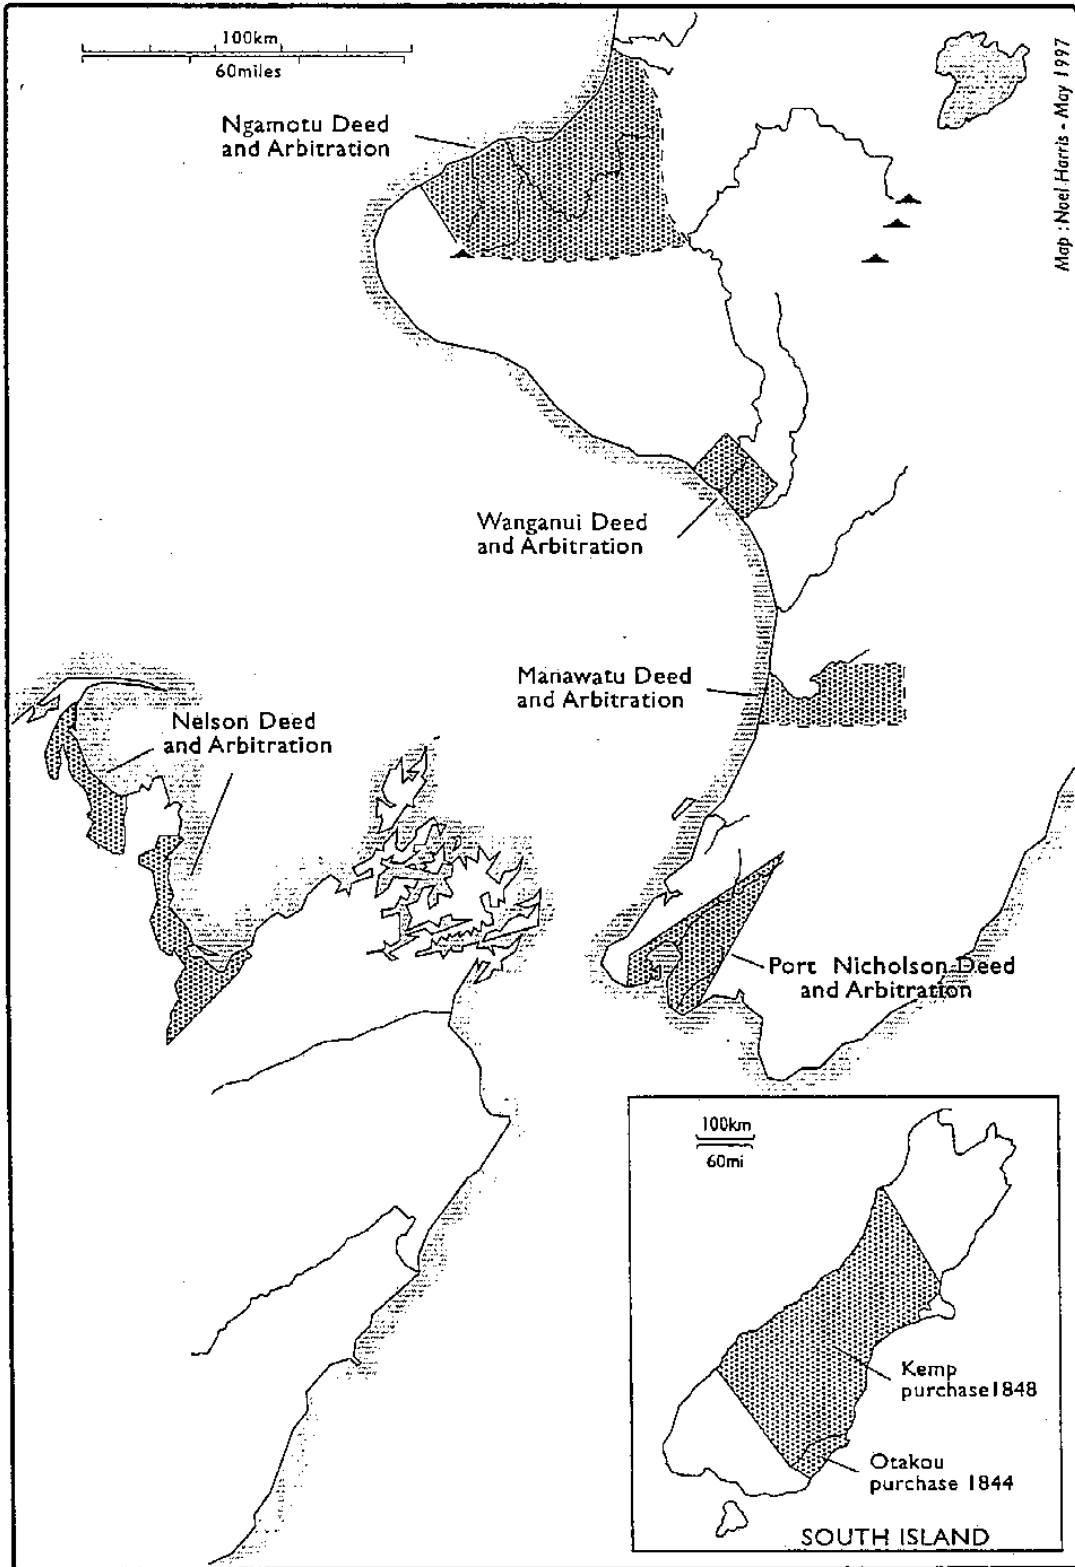 100km
60miles
Map : Noel Harris - May 1997
Ngamotu Deed
and Arbitration
Wanganui Deed
and Arbitration
Manawatu Deed
and Arbitration
Nelson Deed
and Arbitration
Port Nicholson Deed
and Arbitration
100km
60mi
Kemp
purchase 1848
Otakou
purchase 1844
SOUTH ISLAND